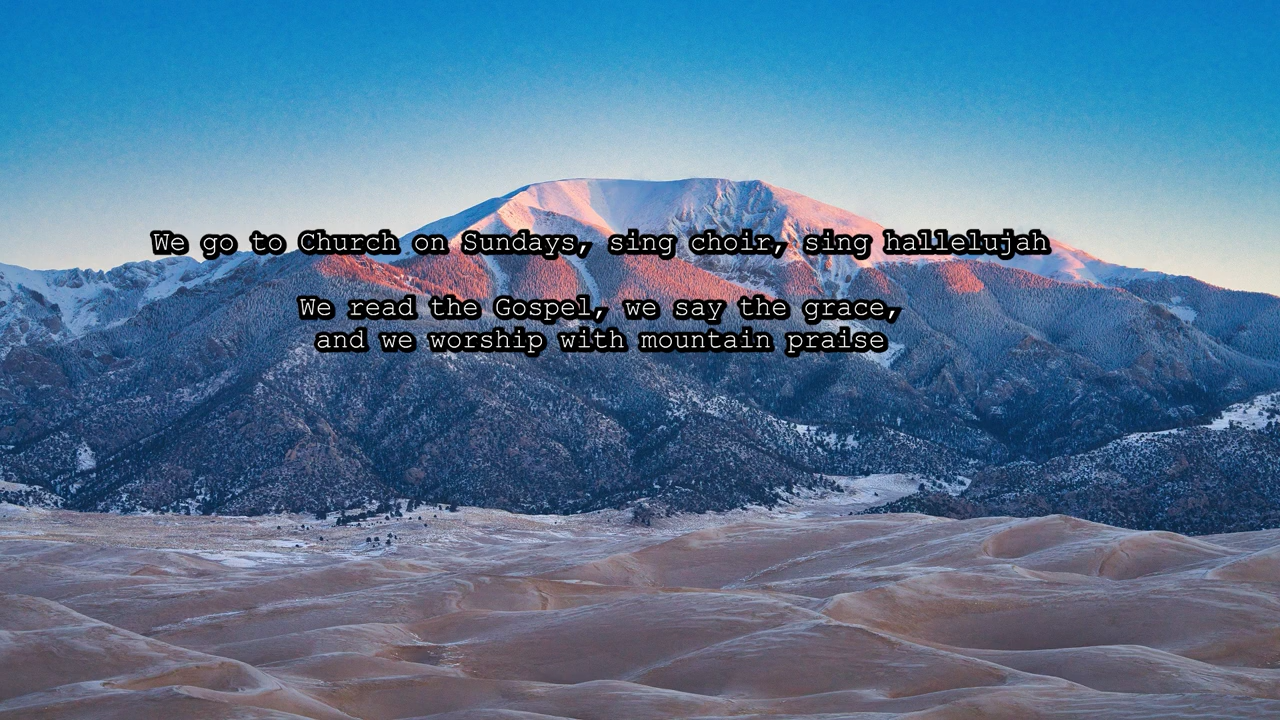 We go to Church on Sundays, sing choir, sing hallelujah
We read the Gospel, we say the grace,
and we worship with mountain praise